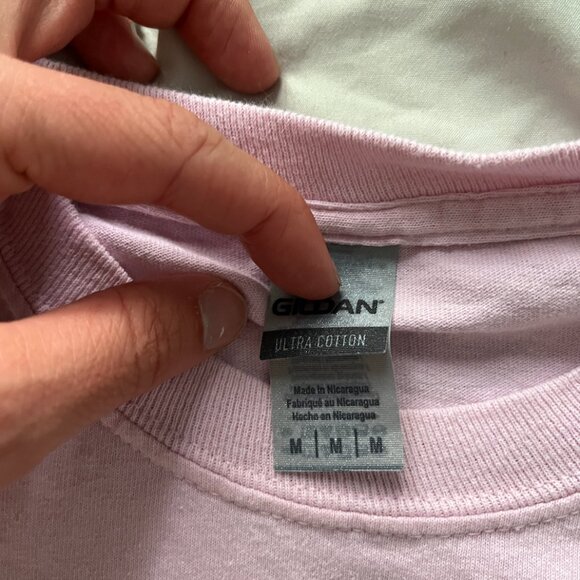 GILDAN
ULTRA COTTON
Made in Nicaragua
Fabriqué au Nicaragua
Hecho en Nicaragua
M | M | M